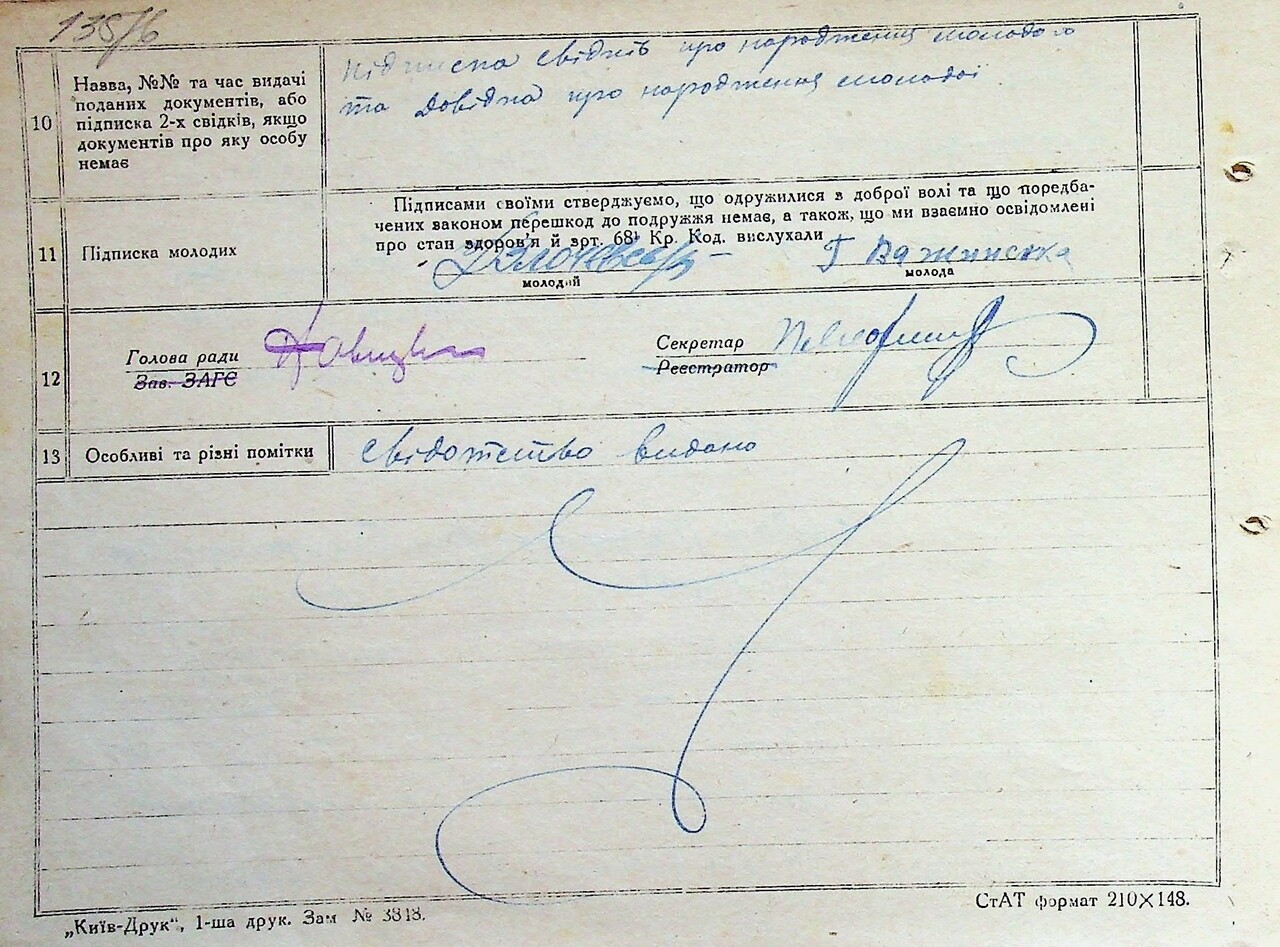 135/6
10
Назва, №№ та час видачі
поданих документів, або
підписка 2-х свідків, якщо
документів про яку особу
немає
Підписка свідків про народження молодого
та Довідка про народження молодої
11
Підписка молодих
Підписами своїми стверджуємо, що одружилися з доброї волі та що поредба-
чених законом перешкод до подружжя немає, а також, що ми взаємно освідомлені
про стан здоров'я й арт. 68¹ Кр. Код. вислухали
Г Важинська
молодий
молода
12
Голова ради
Зав. ЗАГС
Секретар
Реєстратор
13
Особливі та різні помітки
Свідотство видано
„Київ-Друк“, 1-ша друк. Зам № 3818.
СтАТ формат 210×148.